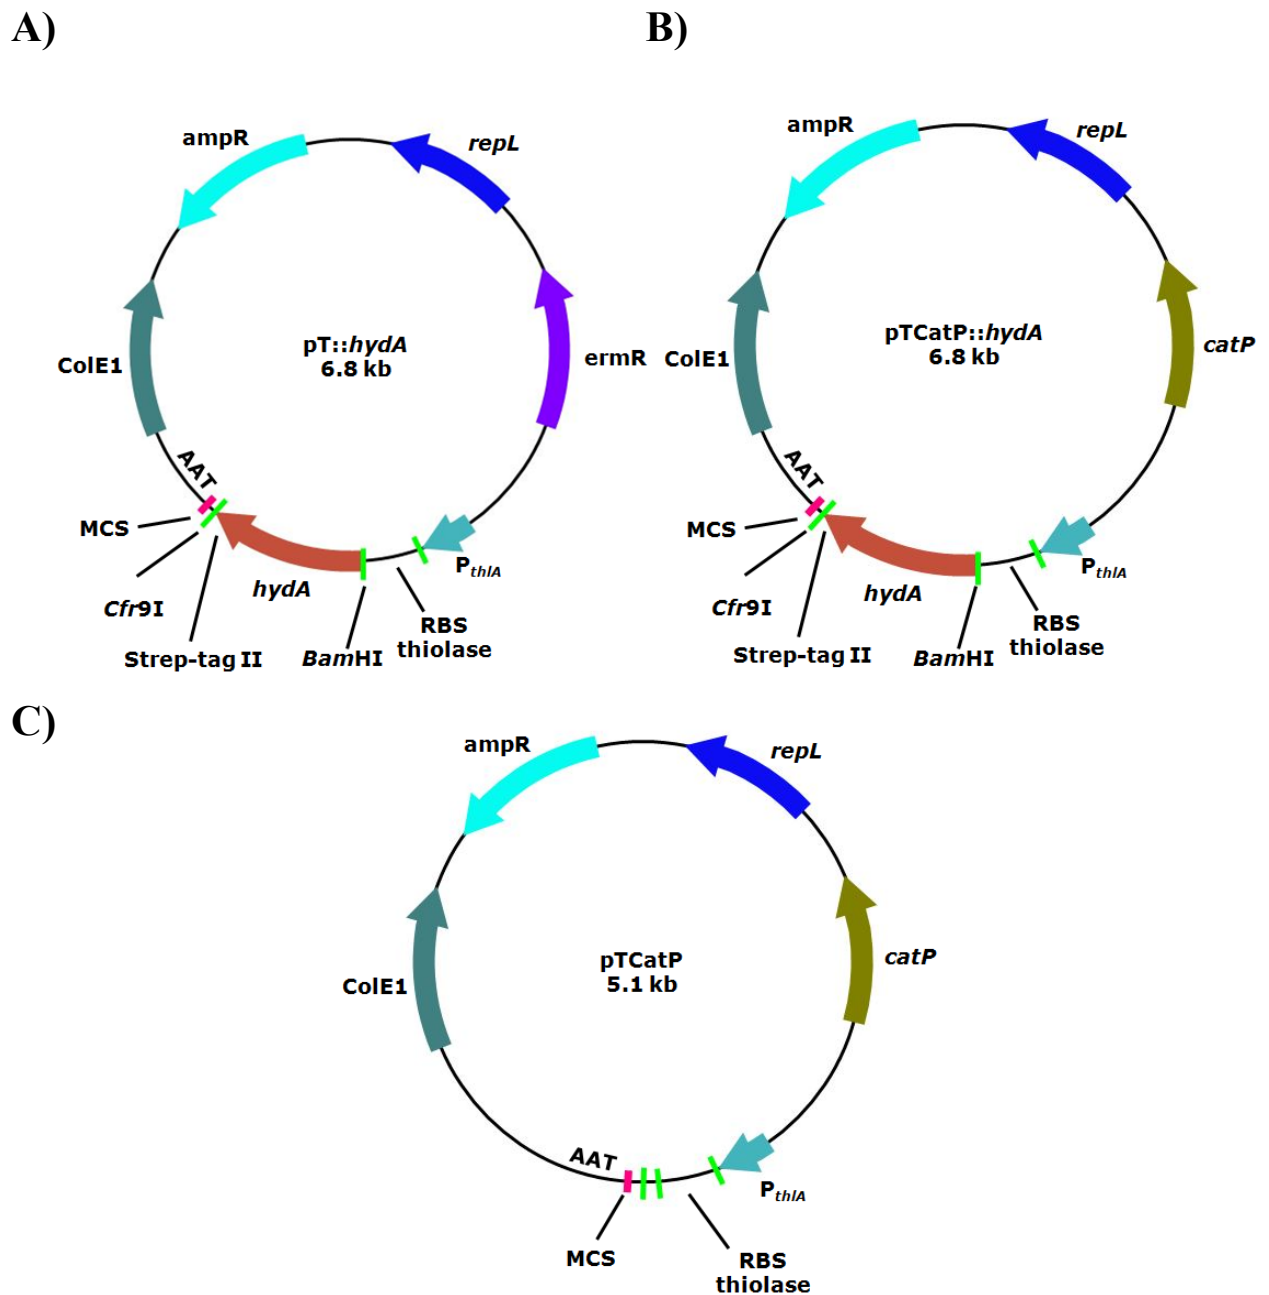 A)
ampR
repL
pT::hydA
6.8 kb
ermR
ColE1
AAT
MCS
Cfr9I
Strep-tag II
hydA
BamHI
RBS
thiolase
PthlA
B)
ampR
repL
pTCatP::hydA
6.8 kb
catP
ColE1
AAT
MCS
Cfr9I
Strep-tag II
hydA
BamHI
RBS
thiolase
PthlA
C)
ampR
repL
pTCatP
5.1 kb
catP
ColE1
AAT
MCS
RBS
thiolase
PthlA